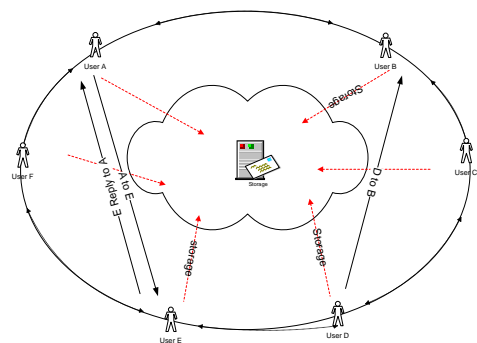 User A
User B
Storage
User F
E Reply to A
A to E
Storage
D to B
User C
storage
Storage
User E
User D